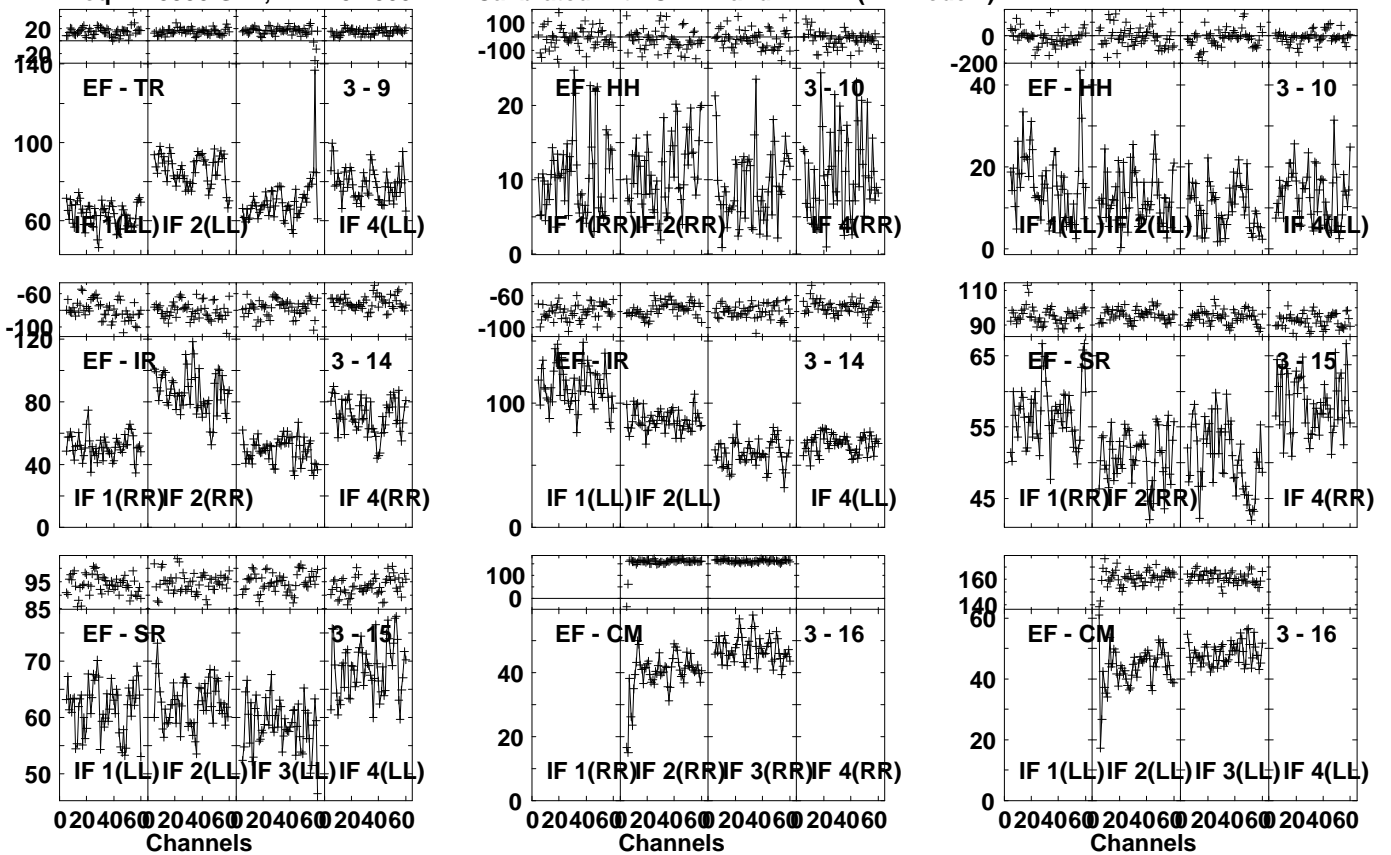 20
20
140
EF - TR
3 - 9
100
60
IF 1(LL)
IF 2(LL)
IF 4(LL)
100
-100
EF - HH
3 - 10
20
10
0
IF 1(RR)
IF 2(RR)
IF 4(RR)
0
-200
40
EF - HH
3 - 10
20
0
IF 1(LL)
IF 2(LL)
IF 4(LL)
-60
-100
120
EF - IR
3 - 14
80
40
0
IF 1(RR)
IF 2(RR)
IF 4(RR)
-60
-100
EF - IR
3 - 14
100
0
IF 1(LL)
IF 2(LL)
IF 4(LL)
110
90
65
EF - SR
3 - 15
55
45
IF 1(RR)
IF 2(RR)
IF 4(RR)
95
85
EF - SR
3 - 15
70
60
50
IF 1(LL)
IF 2(LL)
IF 3(LL)
IF 4(LL)
0 20 40 60 0 20 40 60 0 20 40 60 0 20 40 60
Channels
100
0
EF - CM
3 - 16
40
20
0
IF 1(RR)
IF 2(RR)
IF 3(RR)
IF 4(RR)
0 20 40 60 0 20 40 60 0 20 40 60 0 20 40 60
Channels
160
140
60
EF - CM
3 - 16
40
20
0
IF 1(LL)
IF 2(LL)
IF 3(LL)
IF 4(LL)
0 20 40 60 0 20 40 60 0 20 40 60 0 20 40 60
Channels